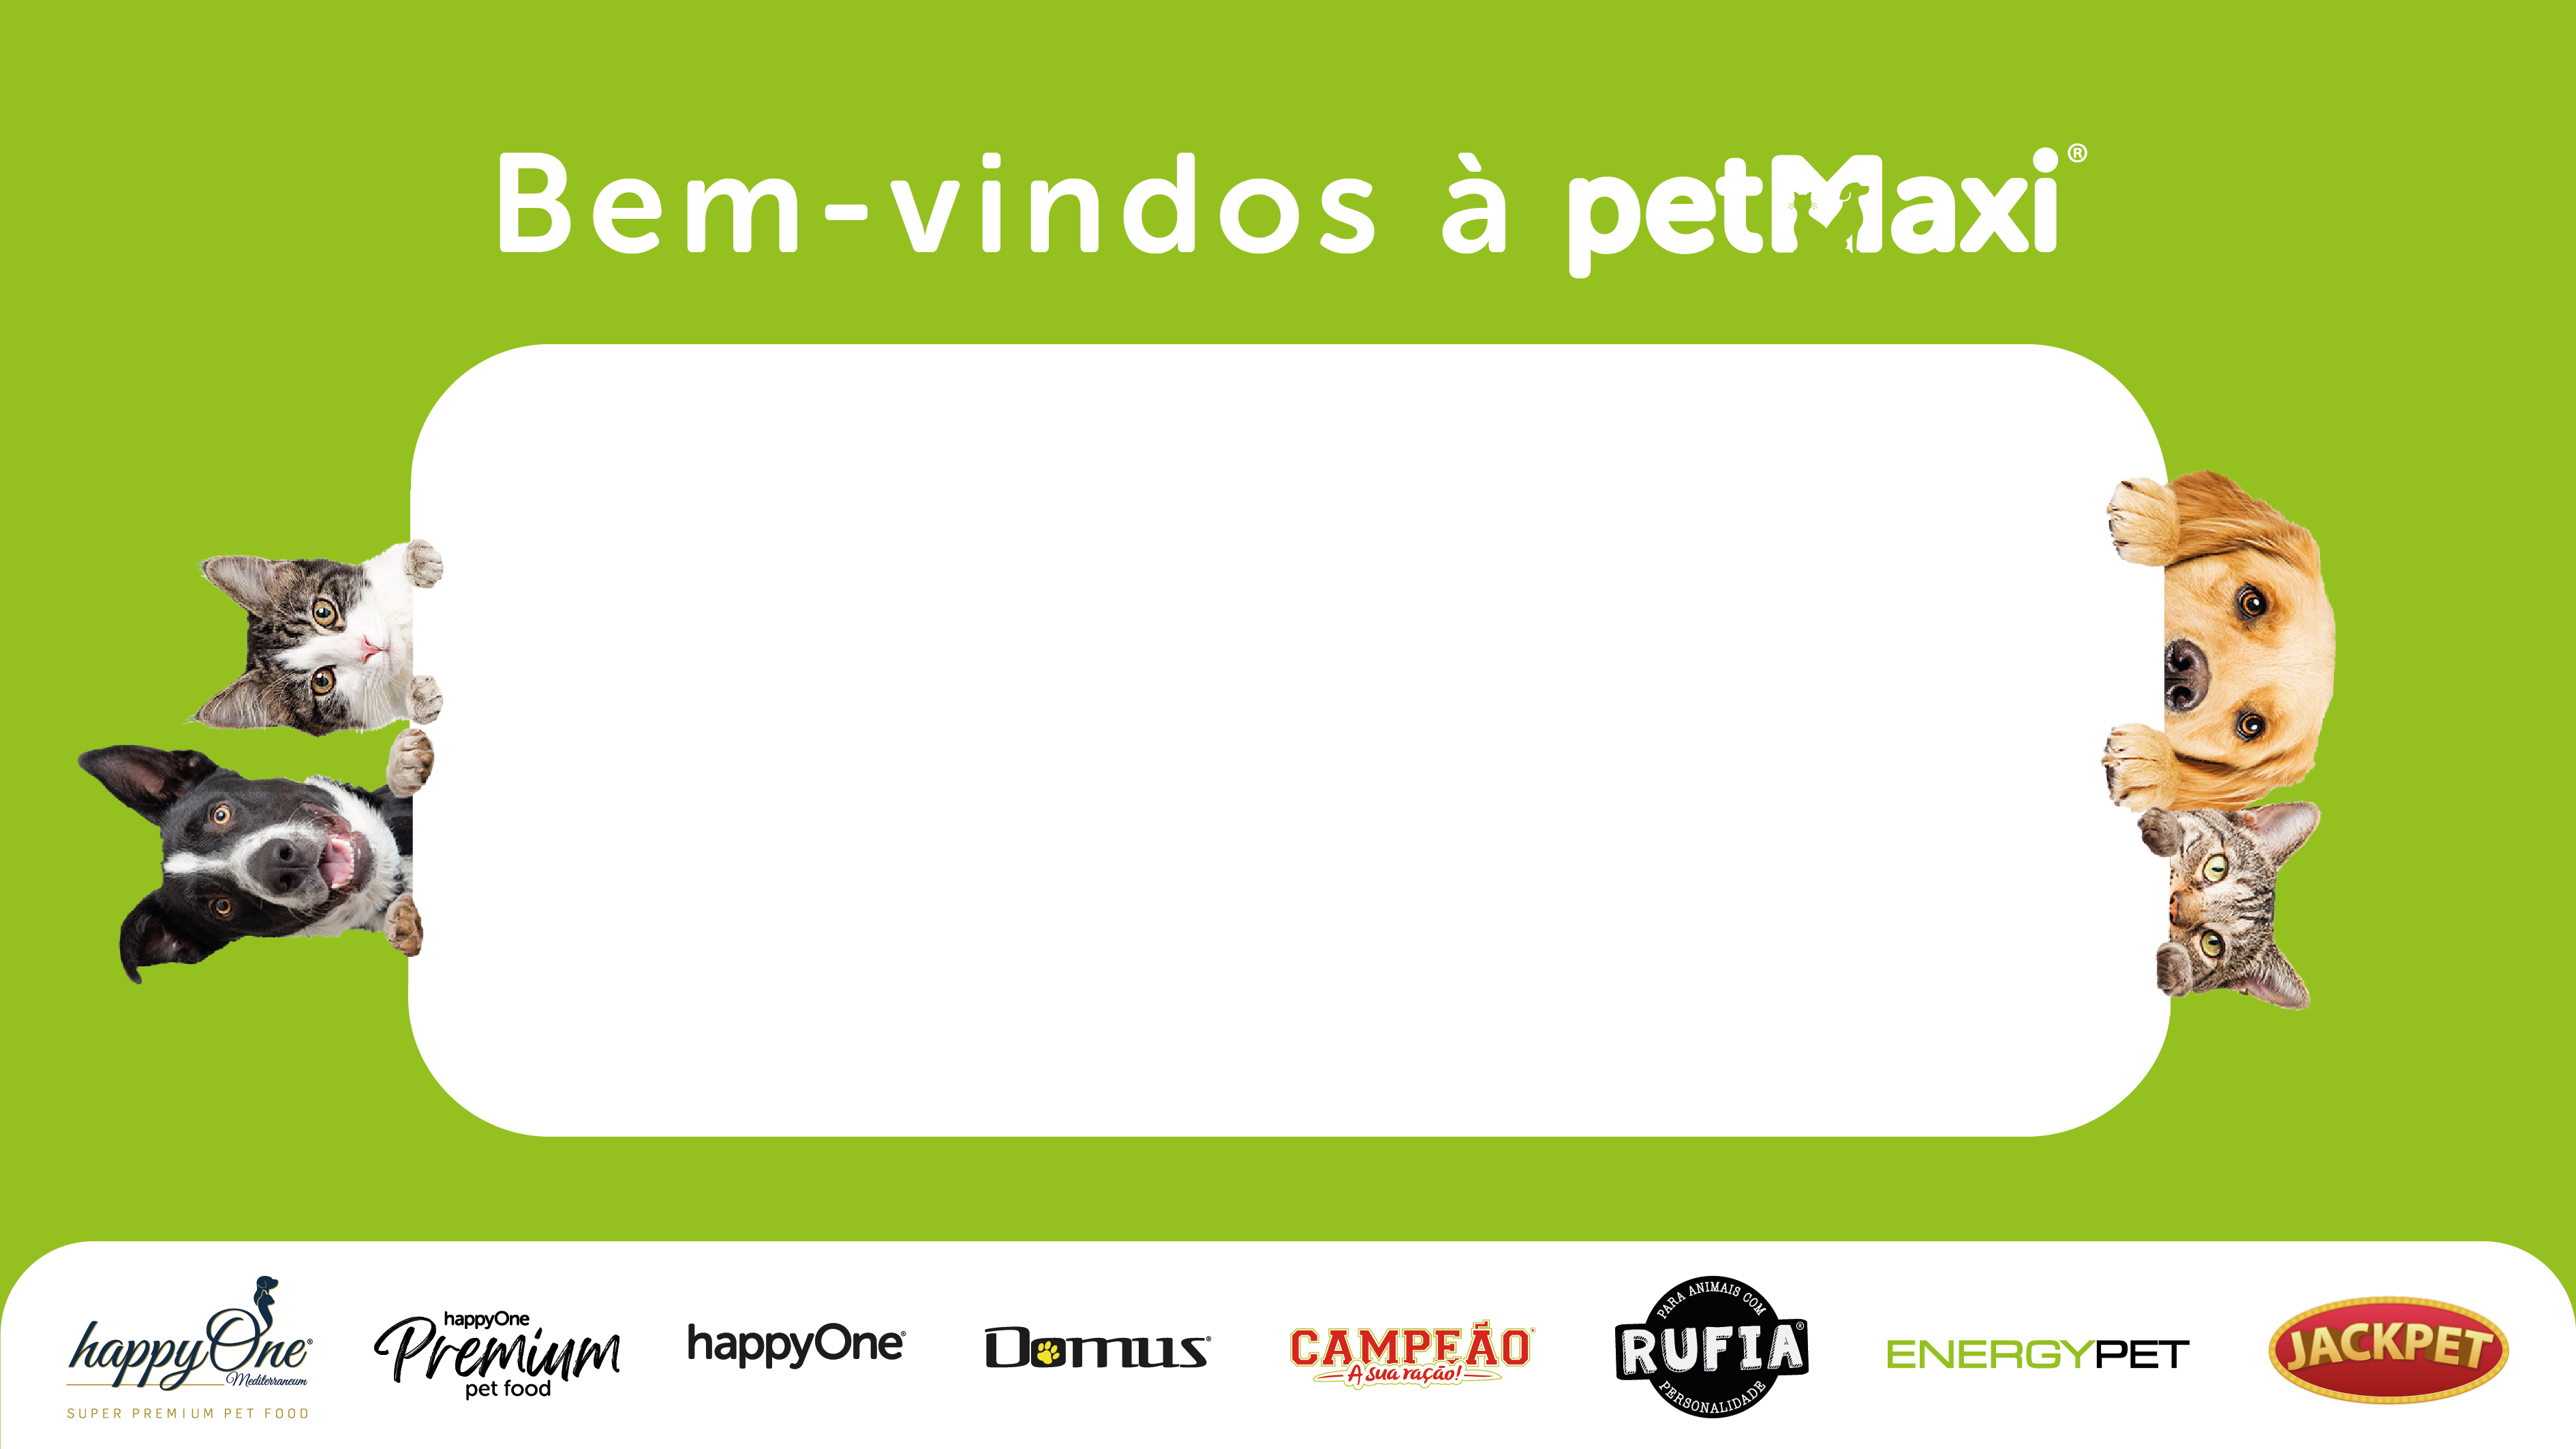 Bem-vindos à petMaxi®
happyOne®
Mediterraneum
SUPER PREMIUM PET FOOD
happyOne
Premium
pet food
happyOne®
Domus®
CAMPEÃO®
A sua ração!
PARA ANIMAIS COM
RUFIA®
PERSONALIDADE
ENERGYPET
JACKPET